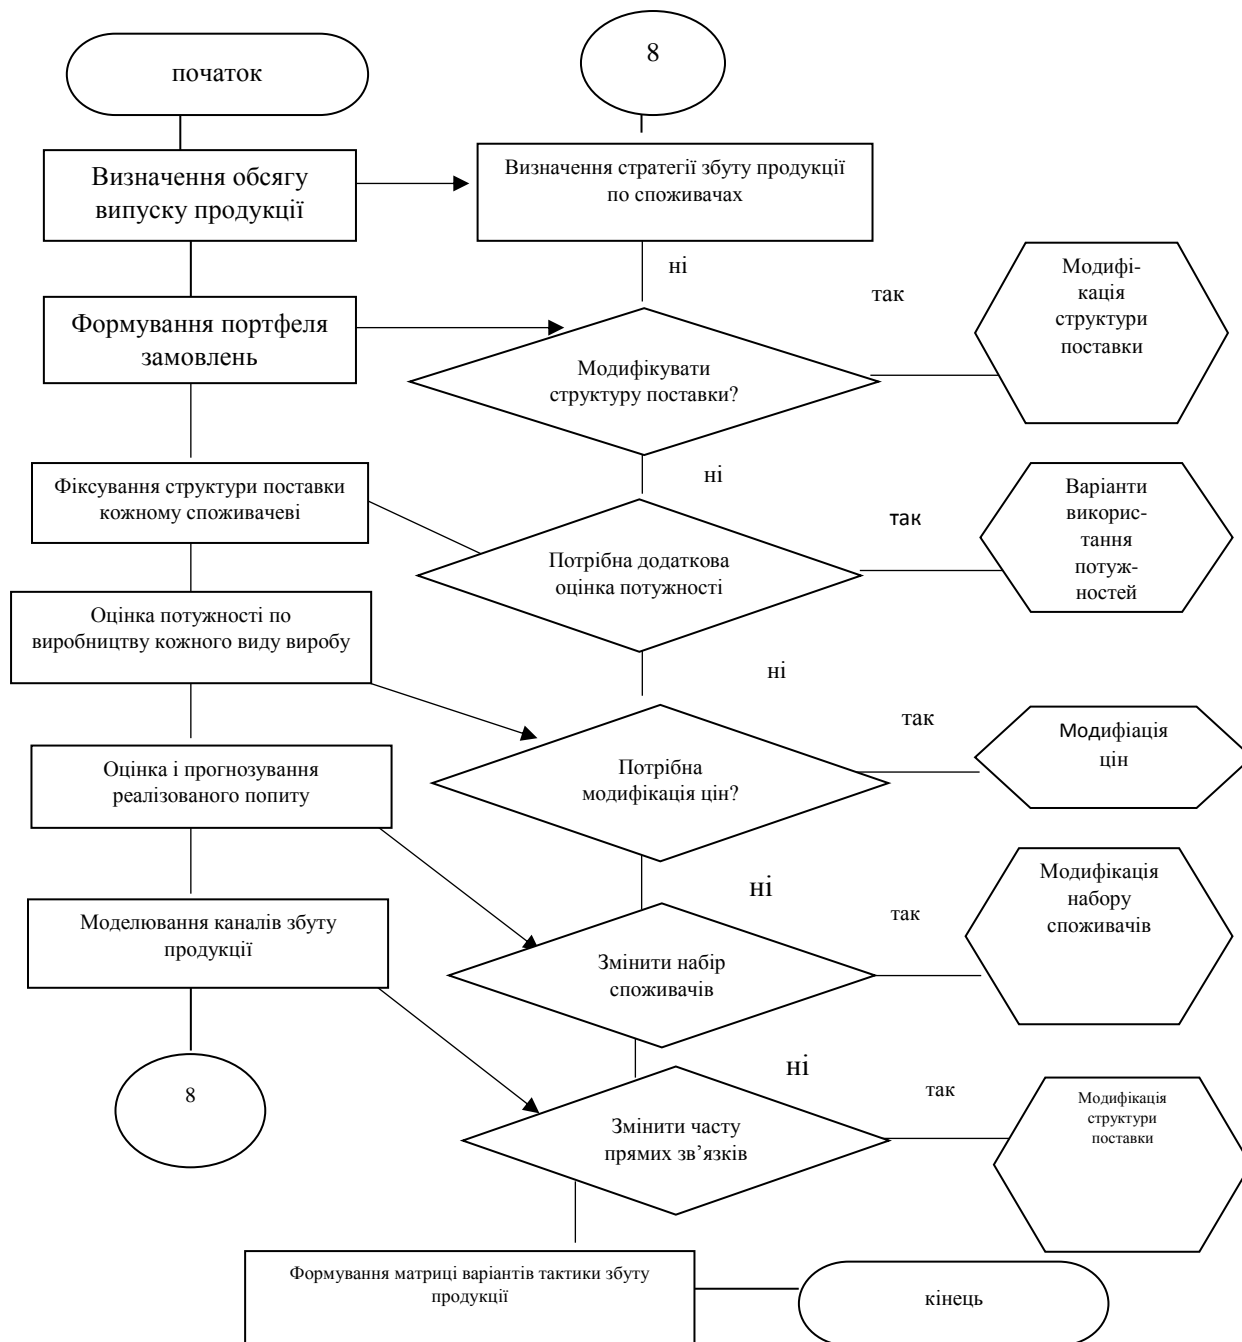 початок
8
Визначення обсягу
випуску продукції
Визначення стратегії збуту продукції
по споживачах
ні
так
Модифі-
кація
структури
поставки
Формування портфеля
замовлень
Модифікувати
структуру поставки?
ні
Фіксування структури поставки
кожному споживачеві
так
Варіанти
викорис-
тання
потуж-
ностей
Потрібна додаткова
оцінка потужності
Оцінка потужності по
виробництву кожного виду виробу
ні
так
Модифіація
цін
Оцінка і прогнозування
реалізованого попиту
Потрібна
модифікація цін?
ні
так
Модифікація
набору
споживачів
Моделювання каналів збуту
продукції
Змінити набір
споживачів
ні
8
так
Модифікація
структури
поставки
Змінити часту
прямих зв’язків
Формування матриці варіантів тактики збуту
продукції
кінець